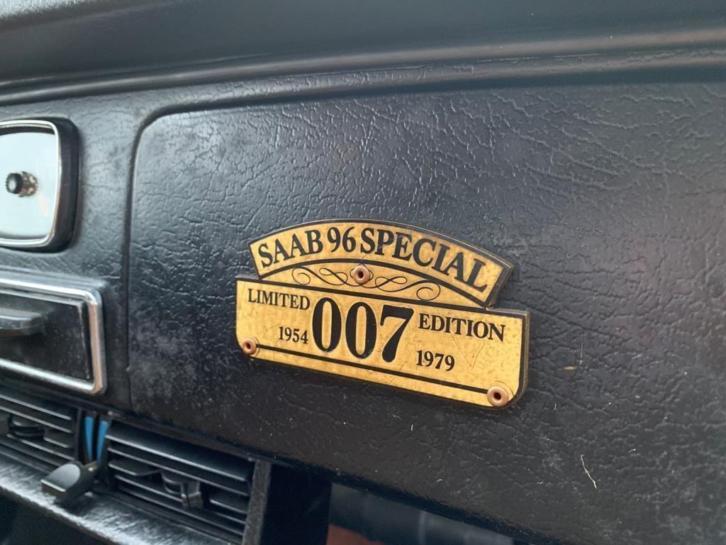 SAAB 96 SPECIAL
LIMITED 007 EDITION
1954 1979